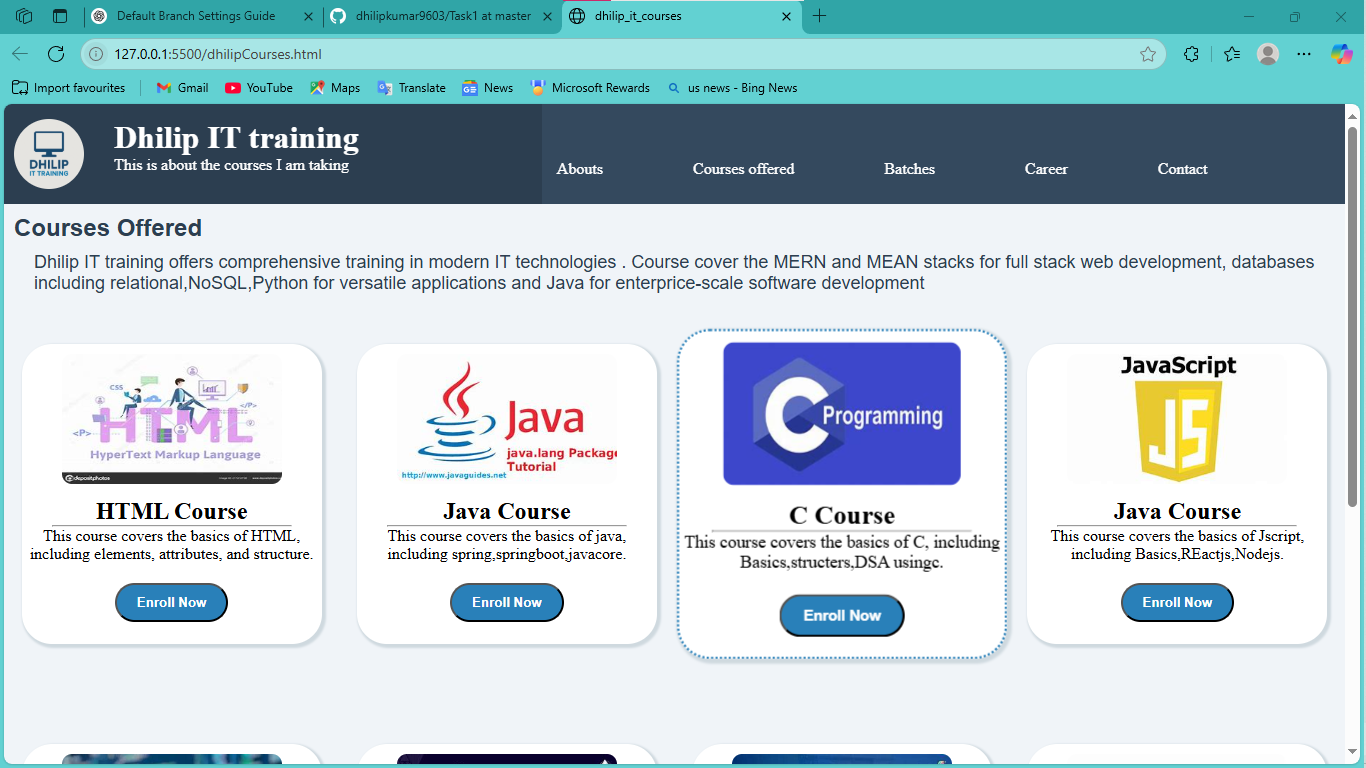 Default Branch Settings Guide
dhilipkumar9603/Task1 at master
dhilip_it_courses
127.0.0.1:5500/dhilipCourses.html
Import favourites
Gmail
YouTube
Maps
Translate
News
Microsoft Rewards
us news - Bing News
DHILIP
IT TRAINING
Dhilip IT training
This is about the courses I am taking
Abouts
Courses offered
Batches
Career
Contact
Courses Offered
Dhilip IT training offers comprehensive training in modern IT technologies . Course cover the MERN and MEAN stacks for full stack web development, databases
including relational,NoSQL,Python for versatile applications and Java for enterprice-scale software development
CSS
</>
<P>
HTML
HyperText Markup Language
depositphotos
HTML Course
This course covers the basics of HTML,
including elements, attributes, and structure.
Enroll Now
Java
java.lang Package
Tutorial
http://www.javaguides.net
Java Course
This course covers the basics of java,
including spring,springboot,javacore.
Enroll Now
C Programming
C Course
This course covers the basics of C, including
Basics,structers,DSA usingc.
Enroll Now
JavaScript
JS
Java Course
This course covers the basics of Jscript,
including Basics,REactjs,Nodejs.
Enroll Now